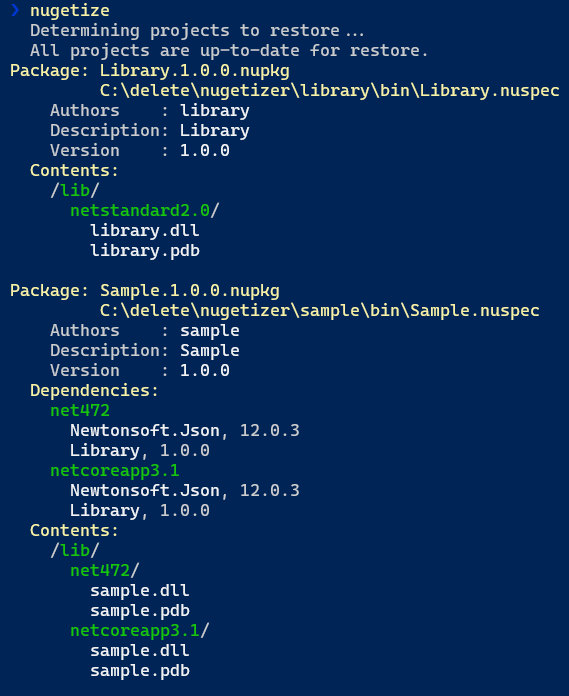 ❯ nugetize
Determining projects to restore...
All projects are up-to-date for restore.
Package: Library.1.0.0.nupkg
C:\delete\nugetizer\library\bin\Library.nuspec
Authors    : library
Description: Library
Version    : 1.0.0
Contents:
/lib/
netstandard2.0/
library.dll
library.pdb
Package: Sample.1.0.0.nupkg
C:\delete\nugetizer\sample\bin\Sample.nuspec
Authors    : sample
Description: Sample
Version    : 1.0.0
Dependencies:
net472
Newtonsoft.Json, 12.0.3
Library, 1.0.0
netcoreapp3.1
Newtonsoft.Json, 12.0.3
Library, 1.0.0
Contents:
/lib/
net472/
sample.dll
sample.pdb
netcoreapp3.1/
sample.dll
sample.pdb